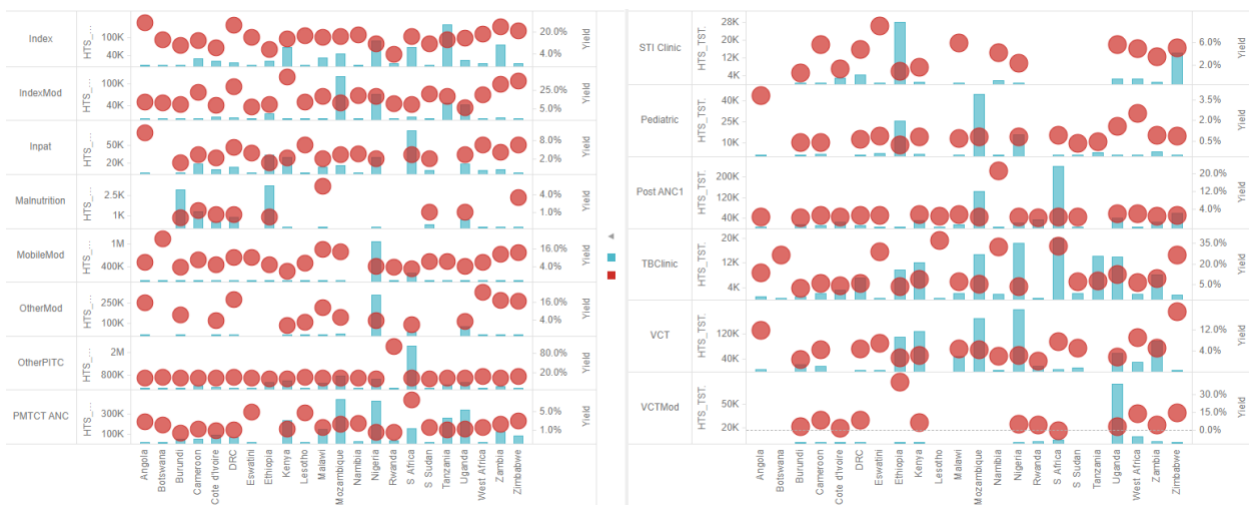 Index
HTS_...
100K
40K
20.0%
4.0%
Yield
IndexMod
HTS_...
100K
40K
25.0%
5.0%
Yield
Inpat
HTS_...
50K
20K
8.0%
2.0%
Yield
Malnutrition
HTS_...
2.5K
1K
4.0%
1.0%
Yield
MobileMod
HTS_...
1M
400K
16.0%
4.0%
Yield
OtherMod
HTS_...
250K
100K
16.0%
4.0%
Yield
OtherPITC
HTS_...
2M
800K
80.0%
20.0%
Yield
PMTCT ANC
HTS_...
300K
100K
5.0%
1.0%
Yield
Angola
Botswana
Burundi
Cameroon
Cote d'Ivoire
DRC
Eswatini
Ethiopia
Kenya
Lesotho
Malawi
Mozambique
Namibia
Nigeria
Rwanda
S Africa
S Sudan
Tanzania
Uganda
West Africa
Zambia
Zimbabwe
STI Clinic
HTS_TST.
28K
20K
12K
4K
6.0%
2.0%
Yield
Pediatric
HTS_TST.
40K
25K
10K
3.5%
2.0%
0.5%
Yield
Post ANC1
HTS_TST.
200K
120K
40K
20.0%
12.0%
4.0%
Yield
TBClinic
HTS_TST.
20K
12K
4K
35.0%
20.0%
5.0%
Yield
VCT
HTS_TST.
120K
40K
12.0%
4.0%
Yield
VCTMod
HTS_TST.
50K
20K
30.0%
15.0%
0.0%
Yield
Angola
Botswana
Burundi
Cameroon
Cote d'Ivoire
DRC
Eswatini
Ethiopia
Kenya
Lesotho
Malawi
Mozambique
Namibia
Nigeria
Rwanda
S Africa
S Sudan
Tanzania
Uganda
West Africa
Zambia
Zimbabwe